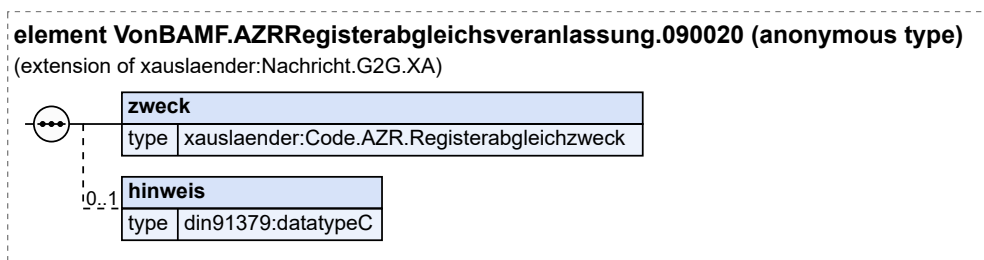 element VonBAMF.AZRRegisterabgleichsveranlassung.090020 (anonymous type)
(extension of xauslaender:Nachricht.G2G.XA)
zweck
type xauslaender:Code.AZR.Registerabgleichzweck
0..1 hinweis
type din91379:datatypeC